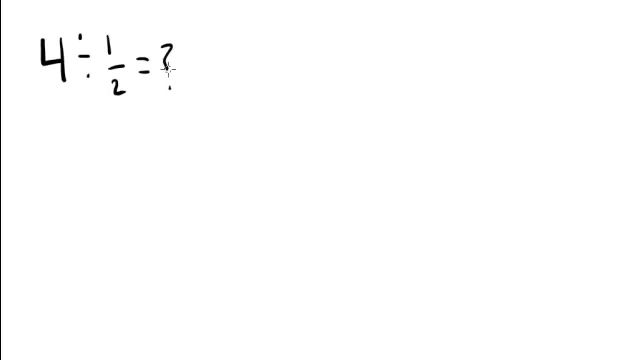 4 ÷ 1/2 = ?